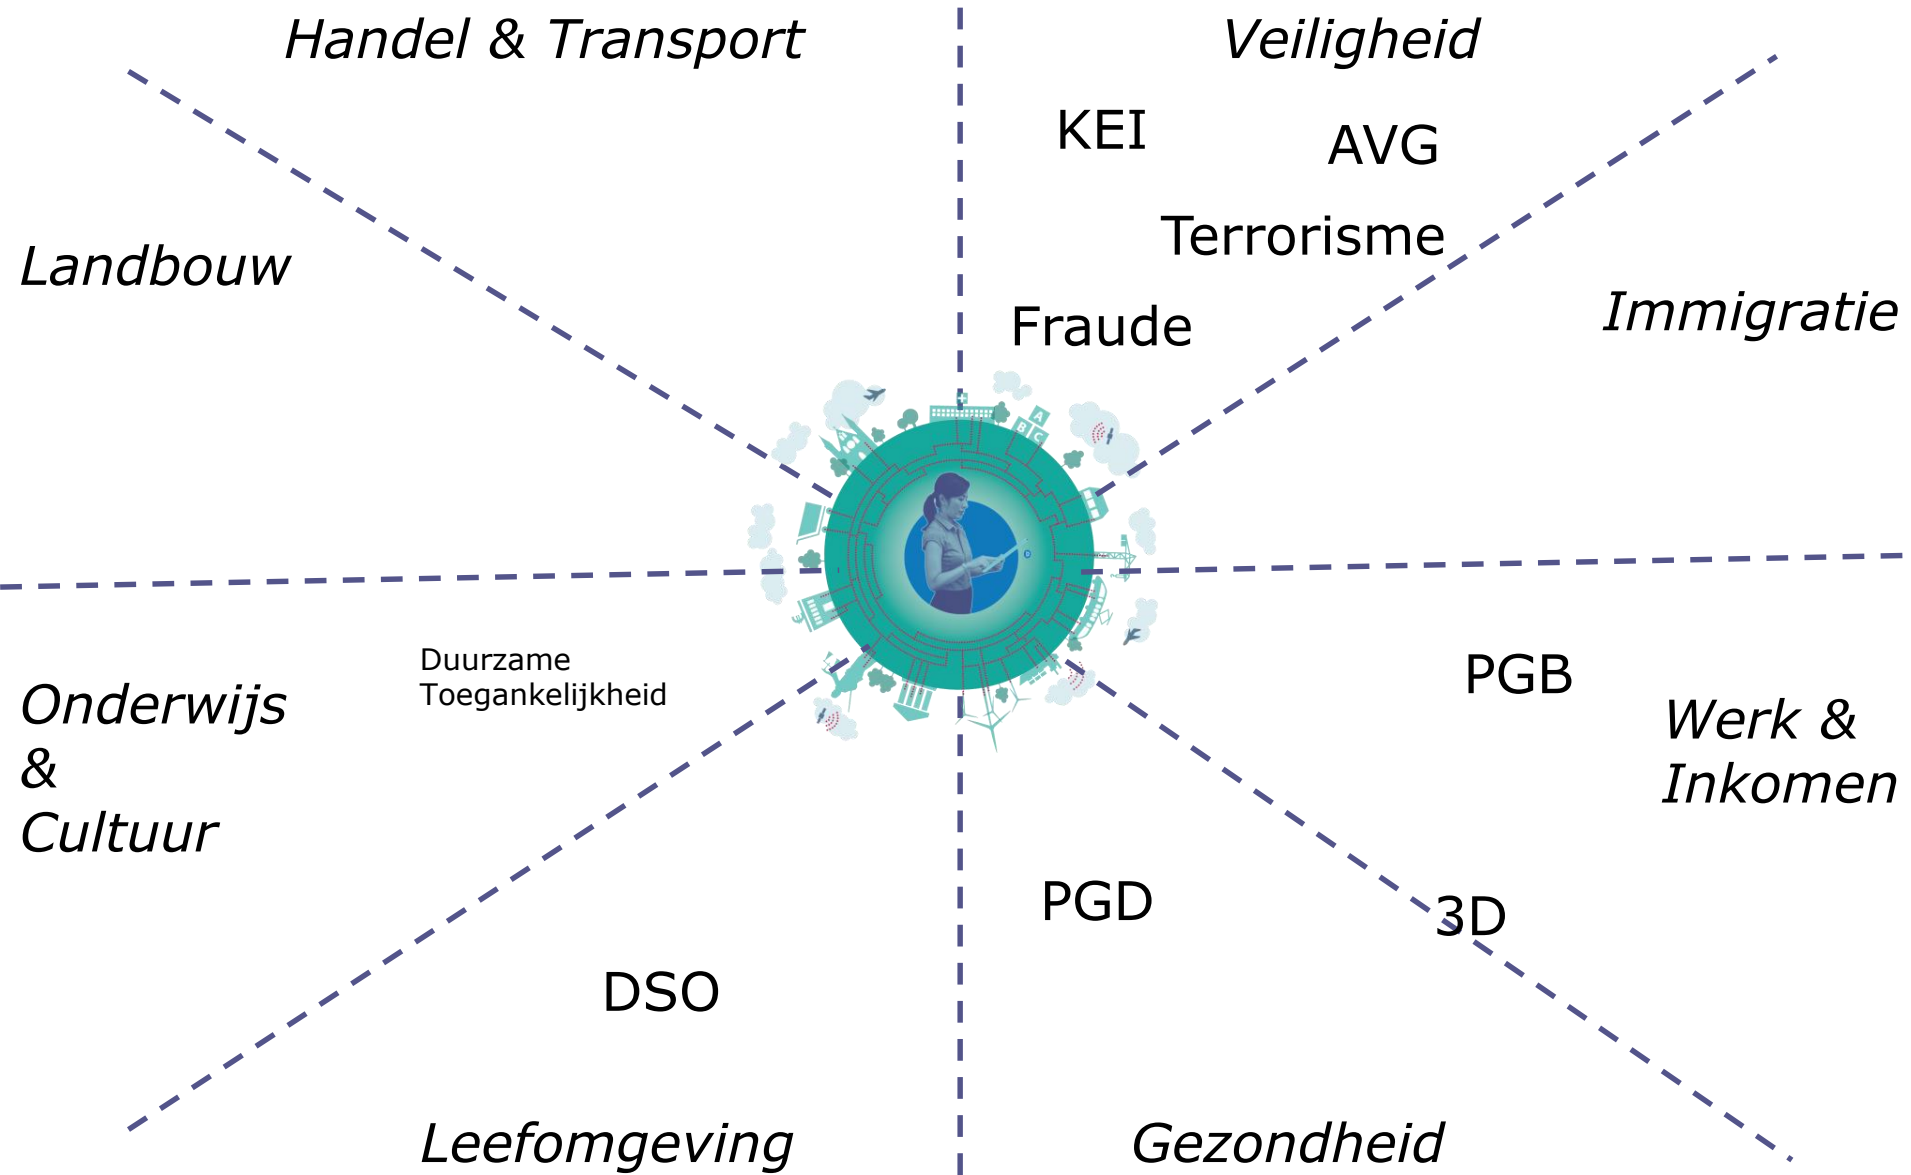 Handel & Transport
Veiligheid
KEI
AVG
Terrorisme
Landbouw
Immigratie
Fraude
A
B C
Duurzame
Toegankelijkheid
PGB
Onderwijs
&
Cultuur
Werk &
Inkomen
PGD
3D
DSO
Leefomgeving
Gezondheid